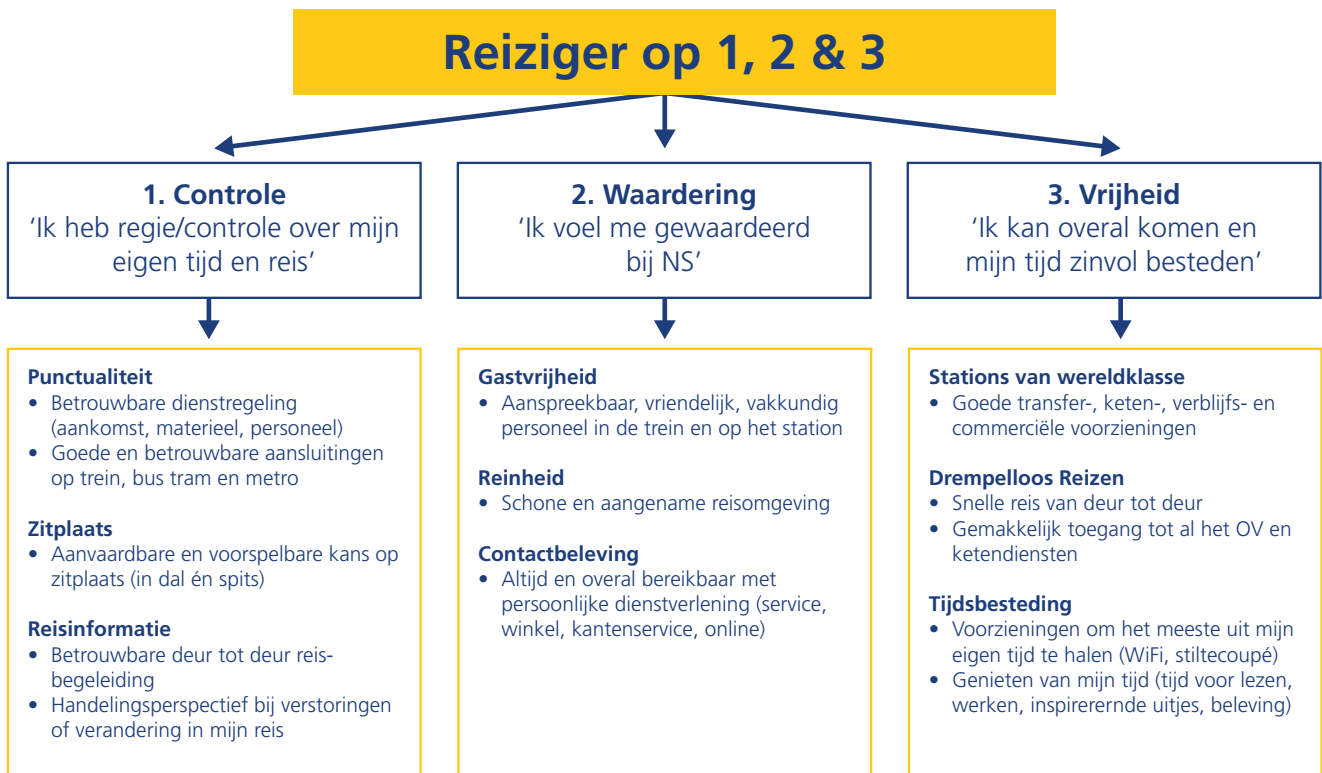 Reiziger op 1, 2 & 3
1. Controle
‘Ik heb regie/controle over mijn
eigen tijd en reis’
2. Waardering
‘Ik voel me gewaardeerd
bij NS’
3. Vrijheid
‘Ik kan overal komen en
mijn tijd zinvol besteden’
Punctualiteit
• Betrouwbare dienstregeling
(aankomst, materieel, personeel)
• Goede en betrouwbare aansluitingen
op trein, bus tram en metro
Zitplaats
• Aanvaardbare en voorspelbare kans op
zitplaats (in dal én spits)
Reisinformatie
• Betrouwbare deur tot deur reis-
begeleiding
• Handelingsperspectief bij verstoringen
of verandering in mijn reis
Gastvrijheid
• Aanspreekbaar, vriendelijk, vakkundig
personeel in de trein en op het station
Reinheid
• Schone en aangename reisomgeving
Contactbeleving
• Altijd en overal bereikbaar met
persoonlijke dienstverlening (service,
winkel, kantenservice, online)
Stations van wereldklasse
• Goede transfer-, keten-, verblijfs- en
commerciële voorzieningen
Drempelloos Reizen
• Snelle reis van deur tot deur
• Gemakkelijk toegang tot al het OV en
ketendiensten
Tijdsbesteding
• Voorzieningen om het meeste uit mijn
eigen tijd te halen (WiFi, stiltecoupé)
• Genieten van mijn tijd (tijd voor lezen,
werken, inspirerernde uitjes, beleving)